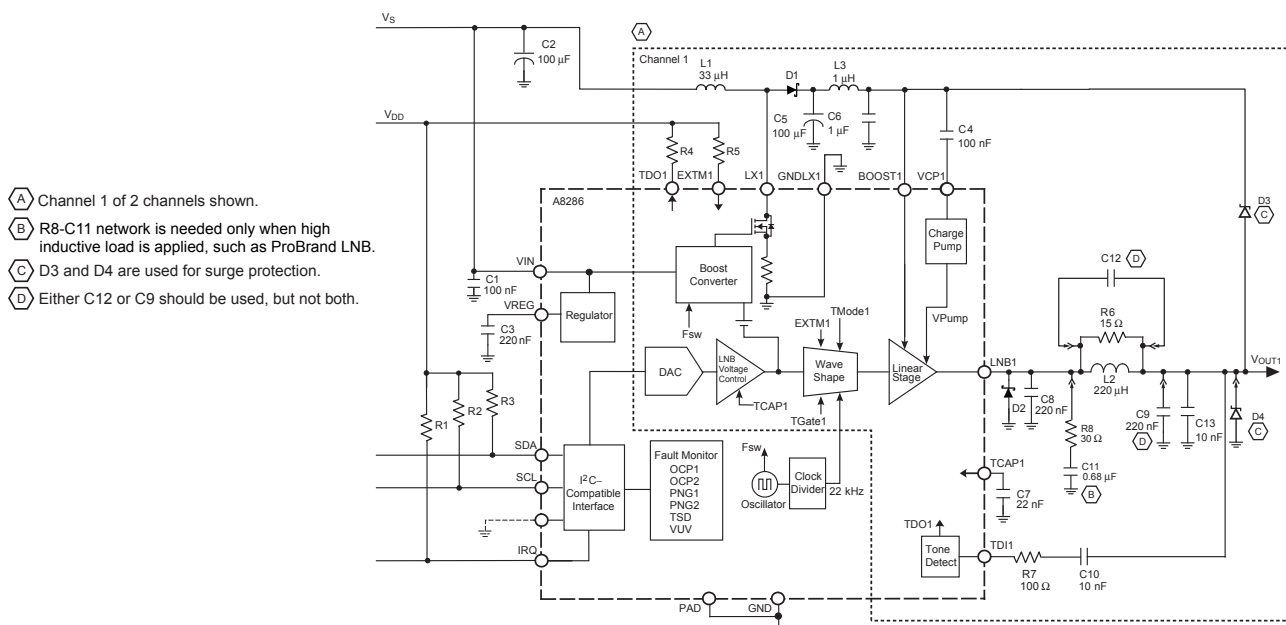 A Channel 1 of 2 channels shown.
B R8-C11 network is needed only when high
inductive load is applied, such as ProBrand LNB.
C D3 and D4 are used for surge protection.
D Either C12 or C9 should be used, but not both.
VS
C2
100 µF
A
Channel 1
L1
33 µH
D1
L3
1 µH
C5
100 µF
C6
1 µF
C4
100 nF
VDD
R4
R5
TDO1
EXTM1
LX1
GNDLX1
BOOST1
VCP1
D3
C
A8286
Charge
Pump
VIN
C1
100 nF
Boost
Converter
VREG
Regulator
C3
220 nF
Fsw
TMode1
EXTM1
VPump
C12
D
R6
15 Ω
DAC
LNB
Voltage
Control
Wave
Shape
Linear
Stage
LNB1
VOUT1
L2
220 µH
TCAP1
TGate1
D2
C8
220 nF
C9
220 nF
D
C13
10 nF
D4
C
R8
30 Ω
C11
0.68 µF
B
R1
R2
R3
SDA
SCL
IRQ
I2C–
Compatible
Interface
Fault Monitor
OCP1
OCP2
PNG1
PNG2
TSD
VUV
Fsw
Oscillator
Clock
Divider
22 kHz
TCAP1
C7
22 nF
TDO1
Tone
Detect
TDI1
R7
100 Ω
C10
10 nF
PAD
GND